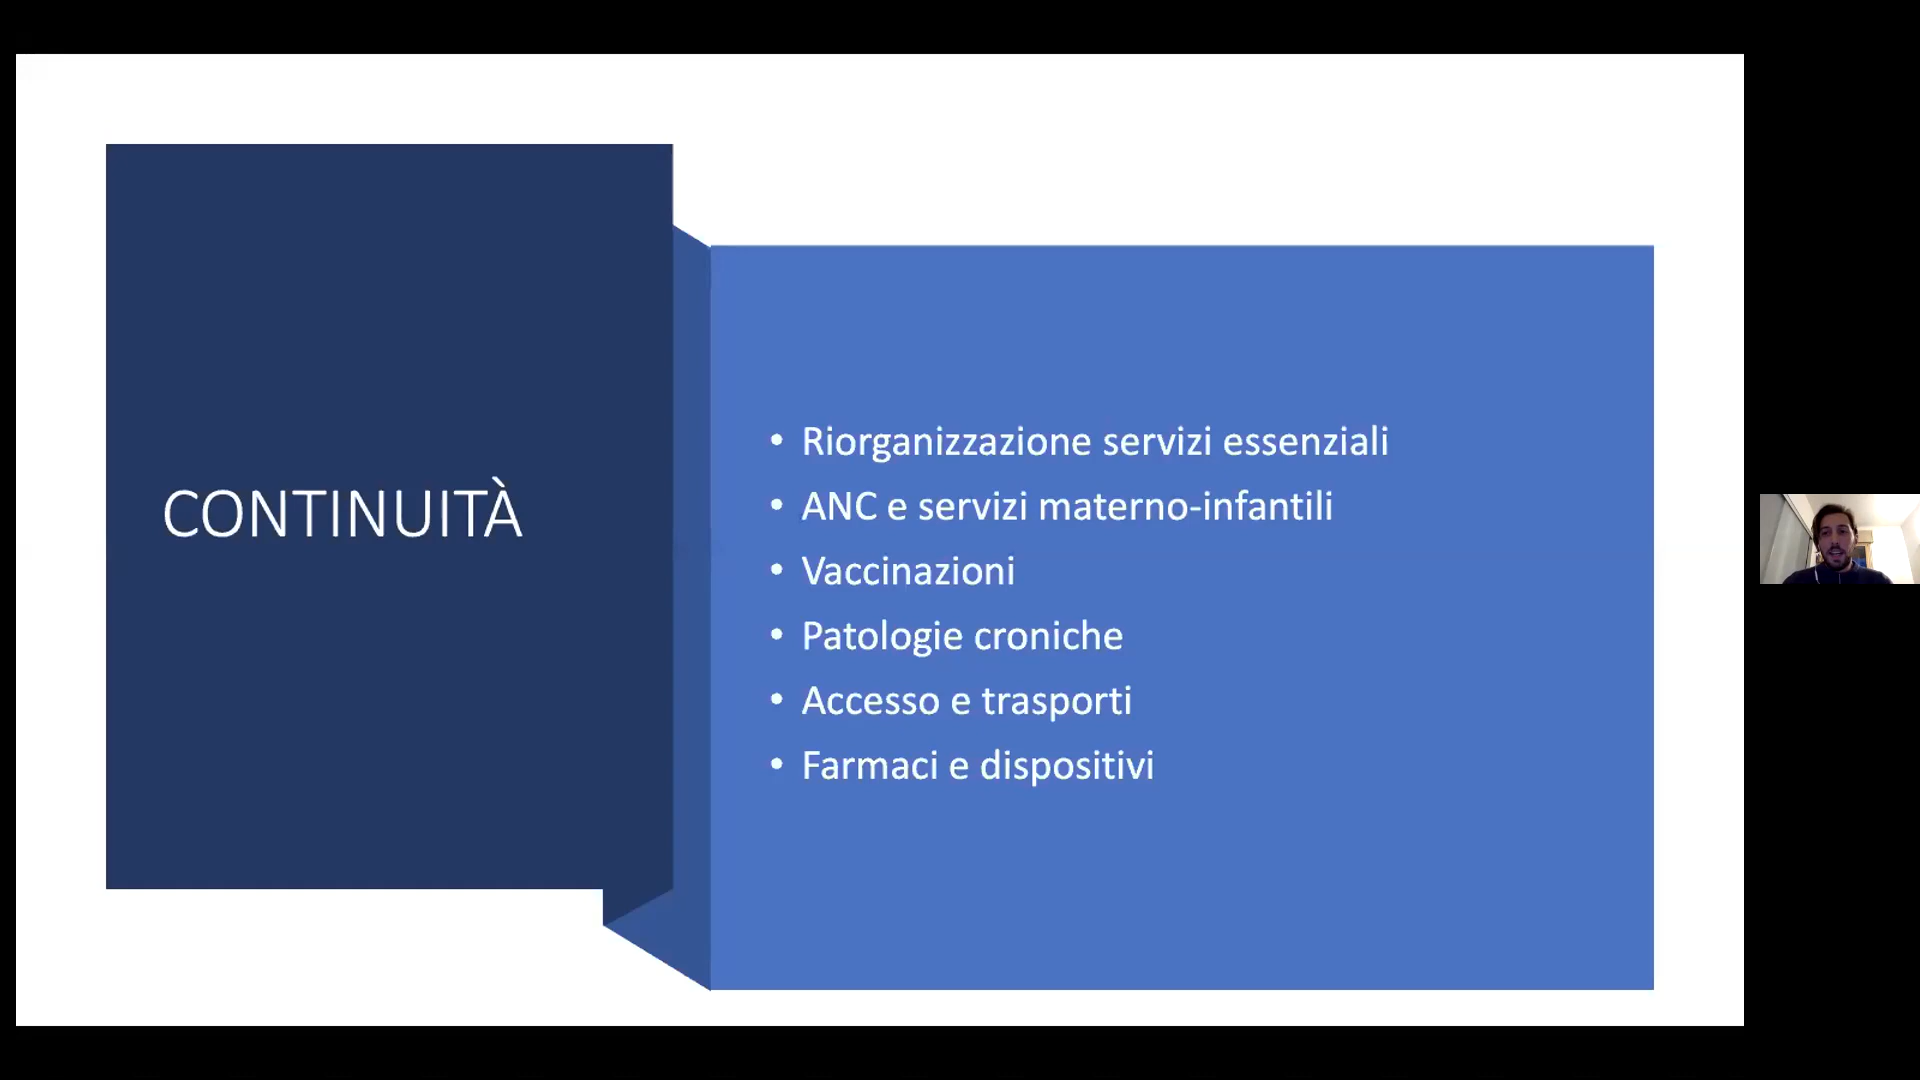 CONTINUITÀ
• Riorganizzazione servizi essenziali
• ANC e servizi materno-infantili
• Vaccinazioni
• Patologie croniche
• Accesso e trasporti
• Farmaci e dispositivi